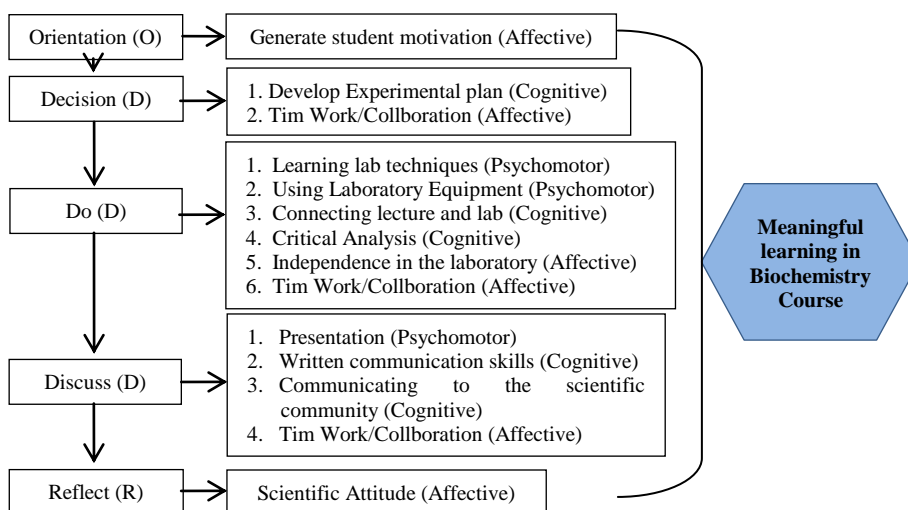 Orientation (O)
Generate student motivation (Affective)
Decision (D)
1. Develop Experimental plan (Cognitive)
2. Tim Work/Collboration (Affective)
Do (D)
1. Learning lab techniques (Psychomotor)
2. Using Laboratory Equipment (Psychomotor)
3. Connecting lecture and lab (Cognitive)
4. Critical Analysis (Cognitive)
5. Independence in the laboratory (Affective)
6. Tim Work/Collboration (Affective)
Discuss (D)
1. Presentation (Psychomotor)
2. Written communication skills (Cognitive)
3. Communicating to the scientific
community (Cognitive)
4. Tim Work/Collboration (Affective)
Reflect (R)
Scientific Attitude (Affective)
Meaningful
learning in
Biochemistry
Course